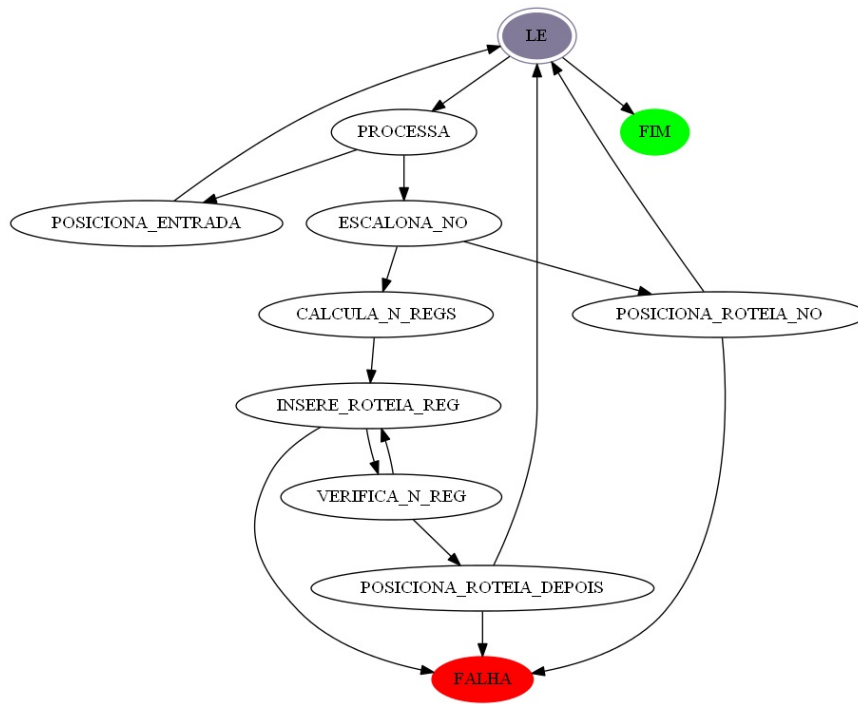 LE
PROCESSA
FIM
POSICIONA_ENTRADA
ESCALONA_NO
CALCULA_N_REGS
POSICIONA_ROTEIA_NO
INSERE_ROTEIA_REG
VERIFICA_N_REG
POSICIONA_ROTEIA_DEPOIS
FALHA